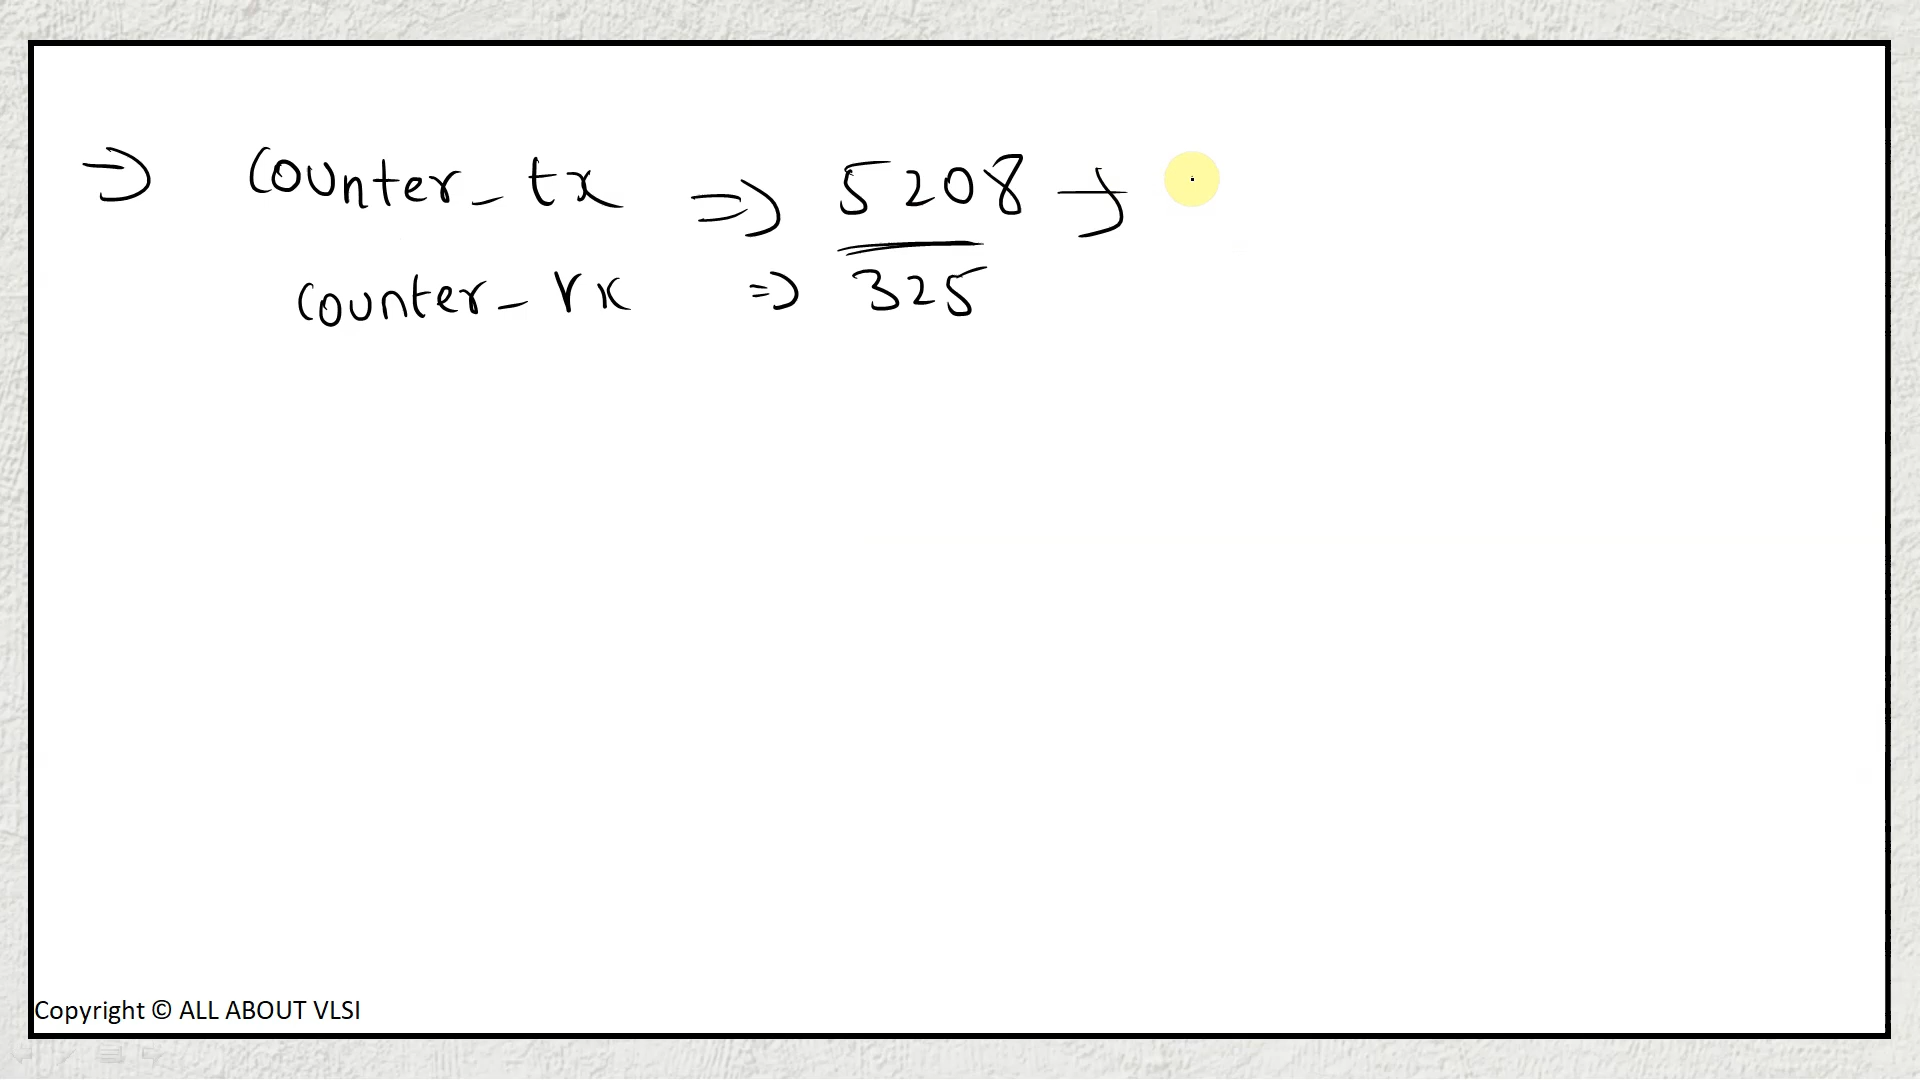 ⇒ counter_tx ⇒ 5208 →
counter_rx ⇒ 325
Copyright © ALL ABOUT VLSI